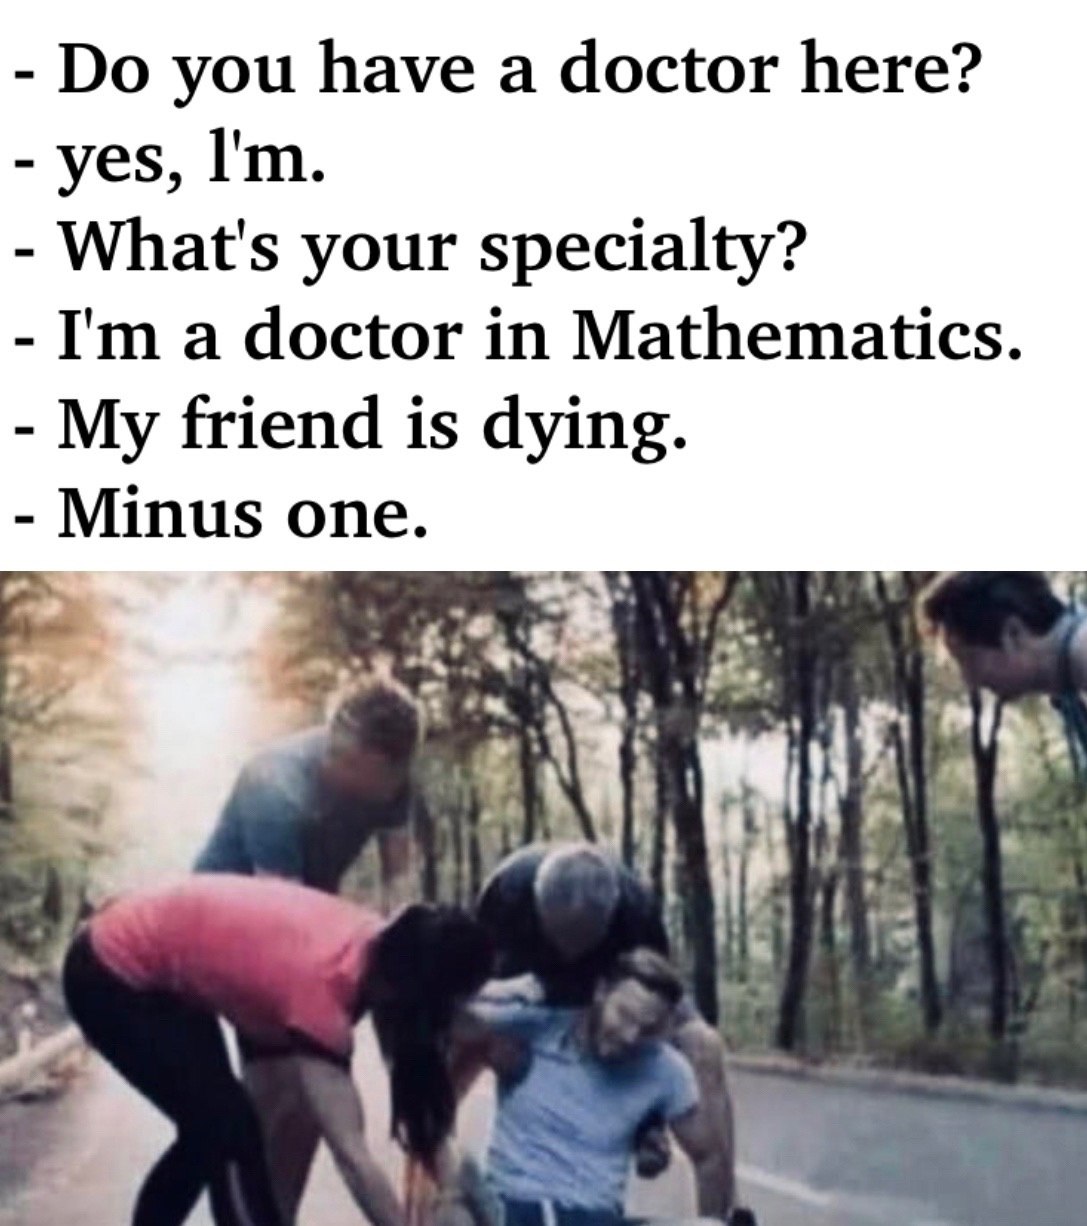 - Do you have a doctor here?
- yes, l'm.
- What's your specialty?
- I'm a doctor in Mathematics.
- My friend is dying.
- Minus one.